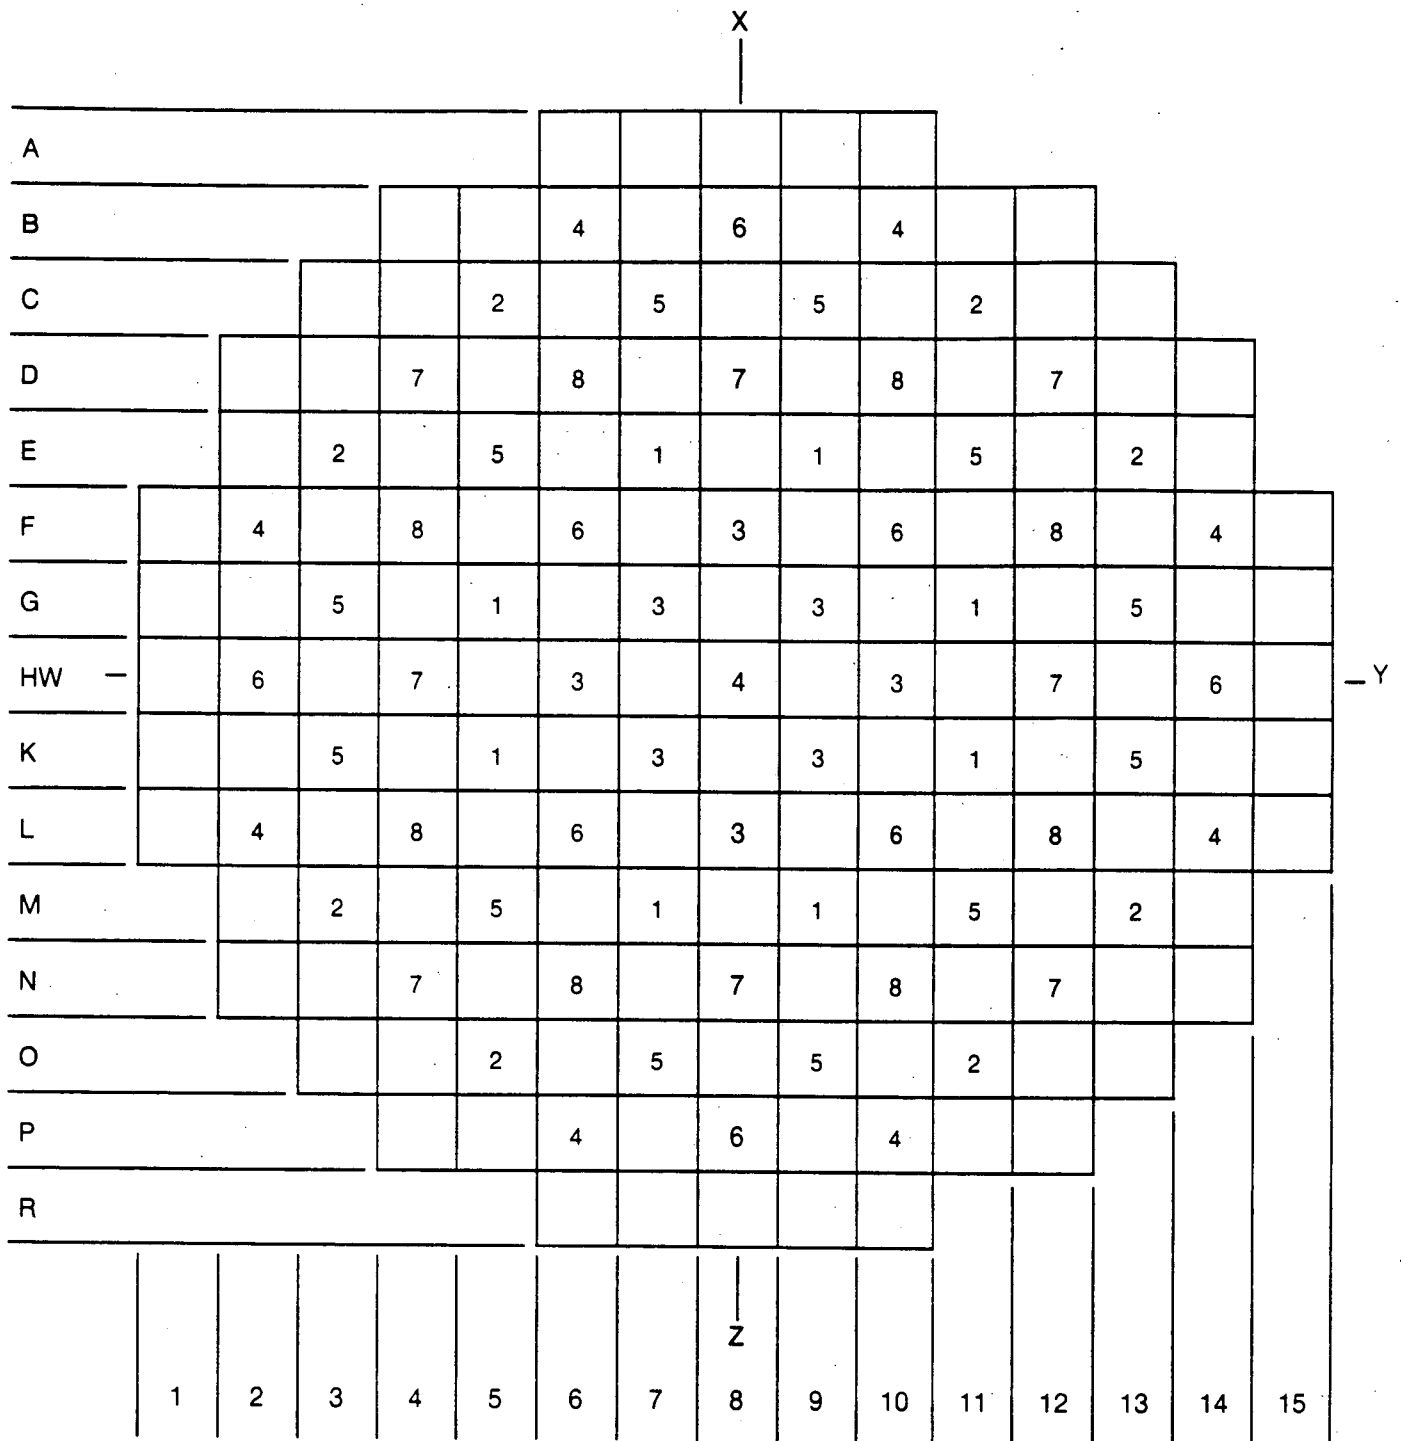 X
A
B 4 6 4
C 2 5 5 2
D 7 8 7 8 7
E 2 5 1 1 5 2
F 4 8 6 3 6 8 4
G 5 1 3 3 1 5
HW 6 7 3 4 3 7 6 Y
K 5 1 3 3 1 5
L 4 8 6 3 6 8 4
M 2 5 1 1 5 2
N 7 8 7 8 7
O 2 5 5 2
P 4 6 4
R
Z
1 2 3 4 5 6 7 8 9 10 11 12 13 14 15